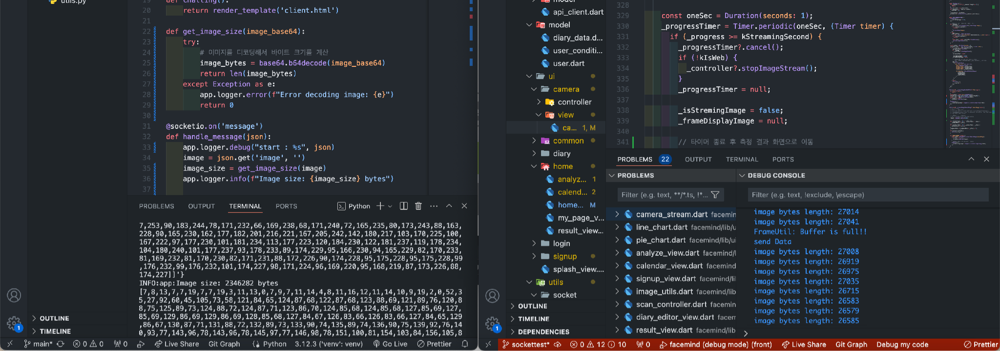 utils.py
19 def chatting():
20 return render_template('client.html')
21
22 def get_image_size(image_base64):
23 try:
24 # 이미지를 디코딩해서 바이트 크기를 계산
25 image_bytes = base64.b64decode(image_base64)
26 return len(image_bytes)
27 except Exception as e:
28 app.logger.error(f"Error decoding image: {e}")
29 return 0
30
31 @socketio.on('message')
32 def handle_message(json):
33 app.logger.debug("start : %s", json)
34 image = json.get('image', '')
35 image_size = get_image_size(image)
36 app.logger.info(f"Image size: {image_size} bytes")
37
PROBLEMS OUTPUT TERMINAL PORTS Python
7,253,90,183,244,78,171,232,66,169,238,68,171,240,72,165,235,80,173,243,88,163,
228,90,165,230,162,177,182,201,216,221,167,205,242,142,180,217,103,170,225,100,
167,222,97,177,230,101,181,234,113,177,223,120,184,230,122,181,237,119,178,234,
104,180,240,101,177,237,93,178,233,89,174,229,95,166,230,94,165,229,82,170,233,
81,169,232,81,170,230,82,171,231,88,172,226,90,174,228,95,175,228,95,175,228,99
,176,232,99,176,232,101,174,227,98,171,224,96,169,220,95,168,219,87,173,226,88,
174,227]]'}
INFO:app:Image size: 2346282 bytes
[7,8,13,7,7,19,7,7,19,3,11,13,0,7,9,7,11,14,4,8,11,16,12,11,14,10,9,19,2,0,52,3
5,27,92,60,45,105,73,58,121,84,65,124,87,68,122,87,68,123,88,69,121,89,76,120,8
8,75,125,89,73,124,88,72,124,87,71,123,86,70,124,85,68,124,85,68,127,85,69,127,
85,69,129,86,69,129,86,69,128,85,68,127,84,67,126,83,66,126,83,66,127,84,65,129
,86,67,130,87,71,131,88,72,132,89,73,133,90,74,135,89,74,136,90,75,139,92,76,14
0,93,77,143,96,78,143,96,78,145,97,77,146,98,78,151,100,81,154,103,84,156,105,8
OUTLINE
TIMELINE
1
main* 0 0 0 Live Share Git Graph Python 3.12.3 ('venv': venv) Go Live Prettier
model
api_client.dart
model
diary_data.d...
user_conditi...
user.dart
ui
camera
controller
view
ca... 1, M
common
diary
home
analyz... 1
calend... 2
home... M
my_page_v...
result_view...
login
signup
splash_view....
utils
socket
OUTLINE
TIMELINE
DEPENDENCIES
1
328
329 const oneSec = Duration(seconds: 1);
330 _progressTimer = Timer.periodic(oneSec, (Timer timer) {
331 if (_progress >= kStreamingSecond) {
332 _progressTimer?.cancel();
333 if (!kIsWeb) {
334 _controller?.stopImageStream();
335 }
336 _progressTimer = null;
337
338 _isStremingImage = false;
339 _frameDisplayImage = null;
340
341 // 타이머 종료 후 측정 결과 화면으로 이동
PROBLEMS 22 OUTPUT TERMINAL PORTS
PROBLEMS
Filter (e.g. text, **/*.ts, !*...
camera_stream.dart facemin
line_chart.dart facemind/lib/u
pie_chart.dart facemind/lib/ui
analyze_view.dart facemind/l
calendar_view.dart facemind
signup_view.dart facemind/li
image_utils.dart facemind/lib
scan_controller.dart facemin
diary_editor_view.dart facem
result_view.dart facemind/lib
DEBUG CONSOLE
Filter (e.g. text, !exclude, \escape)
image bytes length: 27014
image bytes length: 27041
FrameUtil: Buffer is full!!
send Data
image bytes length: 27008
image bytes length: 26919
image bytes length: 26975
image bytes length: 27035
image bytes length: 26715
image bytes length: 26583
image bytes length: 26579
image bytes length: 26585
sockettest* 0 12 10 0 facemind (debug mode) (front) Live Share Git Graph Debug my code Prettier